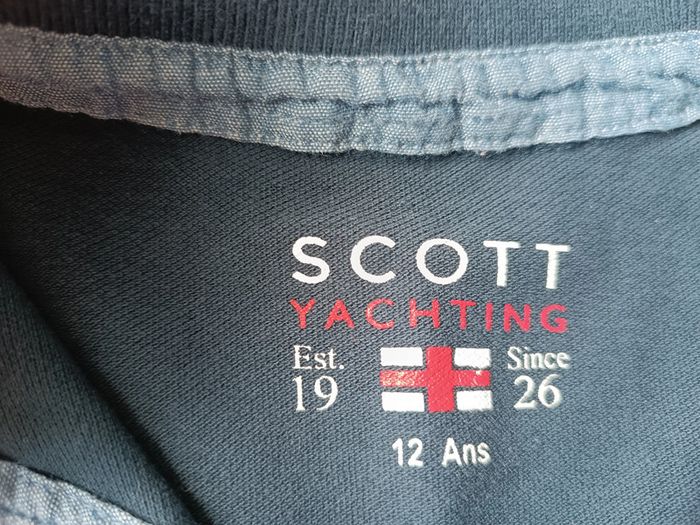 SCOTT
YACHTING
Est. Since
19 26
12 Ans